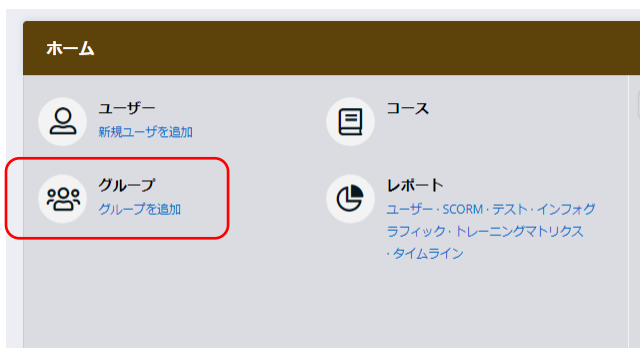 ホーム
ユーザー
新規ユーザを追加
コース
グループ
グループを追加
レポート
ユーザー · SCORM · テスト · インフォグ
ラフィック · トレーニングマトリクス
· タイムライン